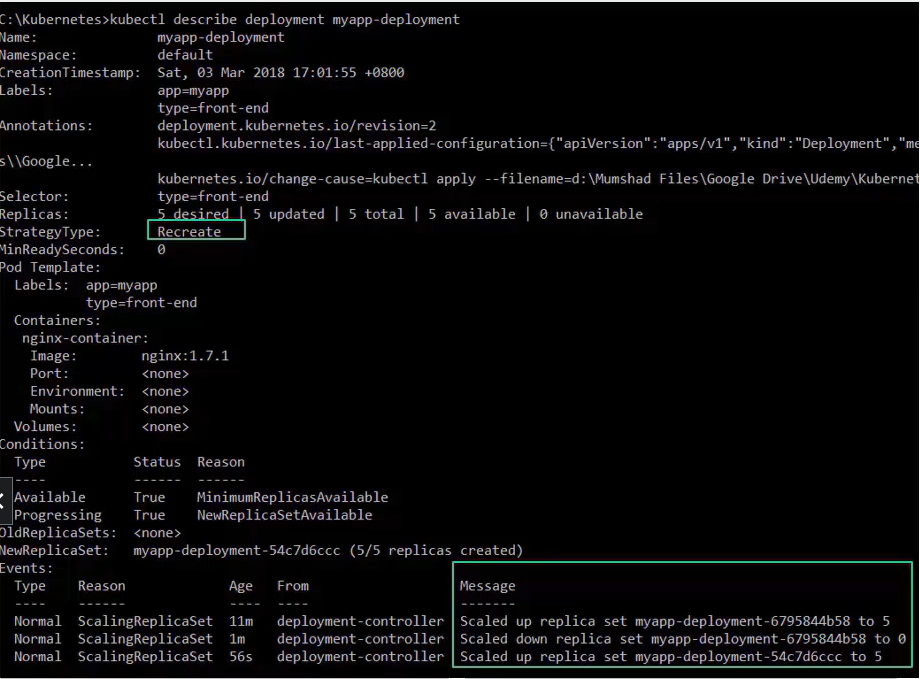 C:\Kubernetes>kubectl describe deployment myapp-deployment
Name: myapp-deployment
Namespace: default
CreationTimestamp: Sat, 03 Mar 2018 17:01:55 +0800
Labels: app=myapp
type=front-end
Annotations: deployment.kubernetes.io/revision=2
kubectl.kubernetes.io/last-applied-configuration={"apiVersion":"apps/v1","kind":"Deployment","me
s\\Google...
kubernetes.io/change-cause=kubectl apply --filename=d:\Mumshad Files\Google Drive\Udemy\Kubernet
Selector: type=front-end
Replicas: 5 desired | 5 updated | 5 total | 5 available | 0 unavailable
StrategyType: Recreate
MinReadySeconds: 0
Pod Template:
Labels: app=myapp
type=front-end
Containers:
nginx-container:
Image: nginx:1.7.1
Port: <none>
Environment: <none>
Mounts: <none>
Volumes: <none>
Conditions:
Type Status Reason
---- ------ ------
Available True MinimumReplicasAvailable
Progressing True NewReplicaSetAvailable
OldReplicaSets: <none>
NewReplicaSet: myapp-deployment-54c7d6ccc (5/5 replicas created)
Events:
Type Reason Age From Message
---- ------ ---- ---- -------
Normal ScalingReplicaSet 11m deployment-controller Scaled up replica set myapp-deployment-6795844b58 to 5
Normal ScalingReplicaSet 1m deployment-controller Scaled down replica set myapp-deployment-6795844b58 to 0
Normal ScalingReplicaSet 56s deployment-controller Scaled up replica set myapp-deployment-54c7d6ccc to 5